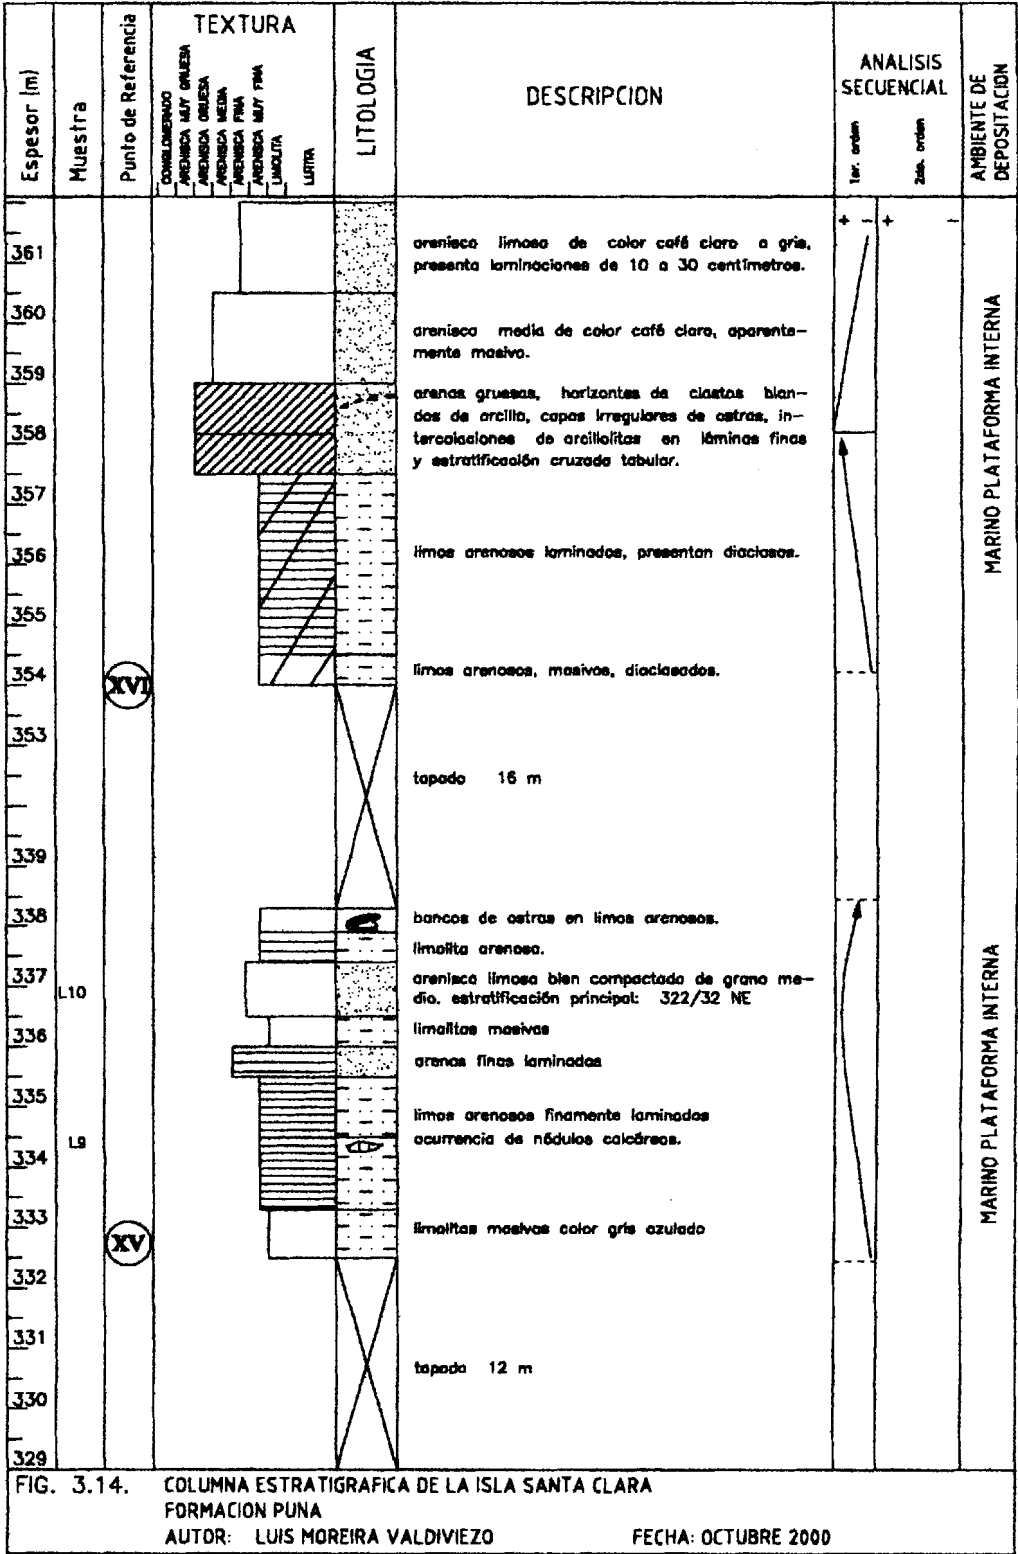 Espesor (m)
Muestra
Punto de Referencia
TEXTURA
CONGLOMERADO
ARENISCA MUY GRUESA
ARENISCA GRUESA
ARENISCA MEDIA
ARENISCA FINA
ARENISCA MUY FINA
LIMOLITA
LUTITA
LITOLOGIA
DESCRIPCION
ANALISIS
SECUENCIAL
1er. orden
2do. orden
AMBIENTE DE
DEPOSITACION
+ - + -
361
arenisca limosa de color café claro a gris,
presenta laminaciones de 10 a 30 centímetros.
360
arenisca media de color café claro, aparente-
mente masiva.
359
arenas gruesas, horizontes de clastos blan-
dos de arcilla, capas irregulares de ostras, in-
358
tercalaciones de arcillolitas en láminas finas
y estratificación cruzada tabular.
357
MARINO PLATAFORMA INTERNA
356
limos arenosos laminados, presentan diaclasas.
355
354
limos arenosos, masivos, diaclasados.
XVI
353
tapado 16 m
339
338
bancos de ostras en limos arenosos.
limolita arenosa.
337
arenisca limosa bien compactada de grano me-
L10
dio. estratificación principal: 322/32 NE
336
limolitas masivas
arenas finas laminadas
335
limos arenosos finamente laminados
L9
ocurrencia de nódulos calcáreos.
334
MARINO PLATAFORMA INTERNA
333
limolitas masivas color gris azulado
XV
332
331
tapado 12 m
330
329
FIG. 3.14. COLUMNA ESTRATIGRAFICA DE LA ISLA SANTA CLARA
FORMACION PUNA
AUTOR: LUIS MOREIRA VALDIVIEZO FECHA: OCTUBRE 2000